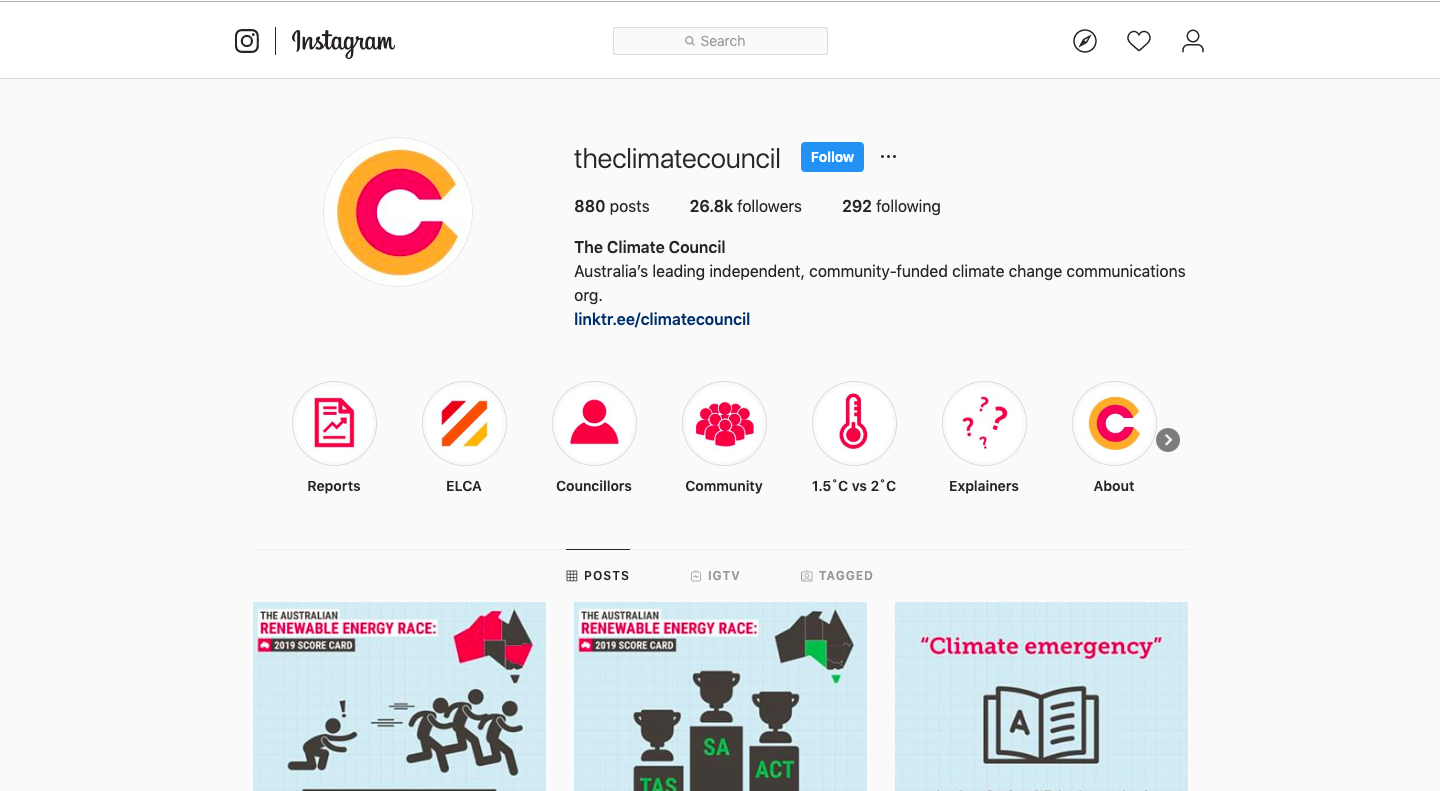 Instagram
Search
theclimatecouncil
Follow
880 posts
26.8k followers
292 following
The Climate Council
Australia’s leading independent, community-funded climate change communications
org.
linktr.ee/climatecouncil
Reports
ELCA
Councillors
Community
1.5˚C vs 2˚C
Explainers
About
POSTS
IGTV
TAGGED
THE AUSTRALIAN
RENEWABLE ENERGY RACE:
2019 SCORE CARD
!
THE AUSTRALIAN
RENEWABLE ENERGY RACE:
2019 SCORE CARD
SA
ACT
TAS
“Climate emergency”
A